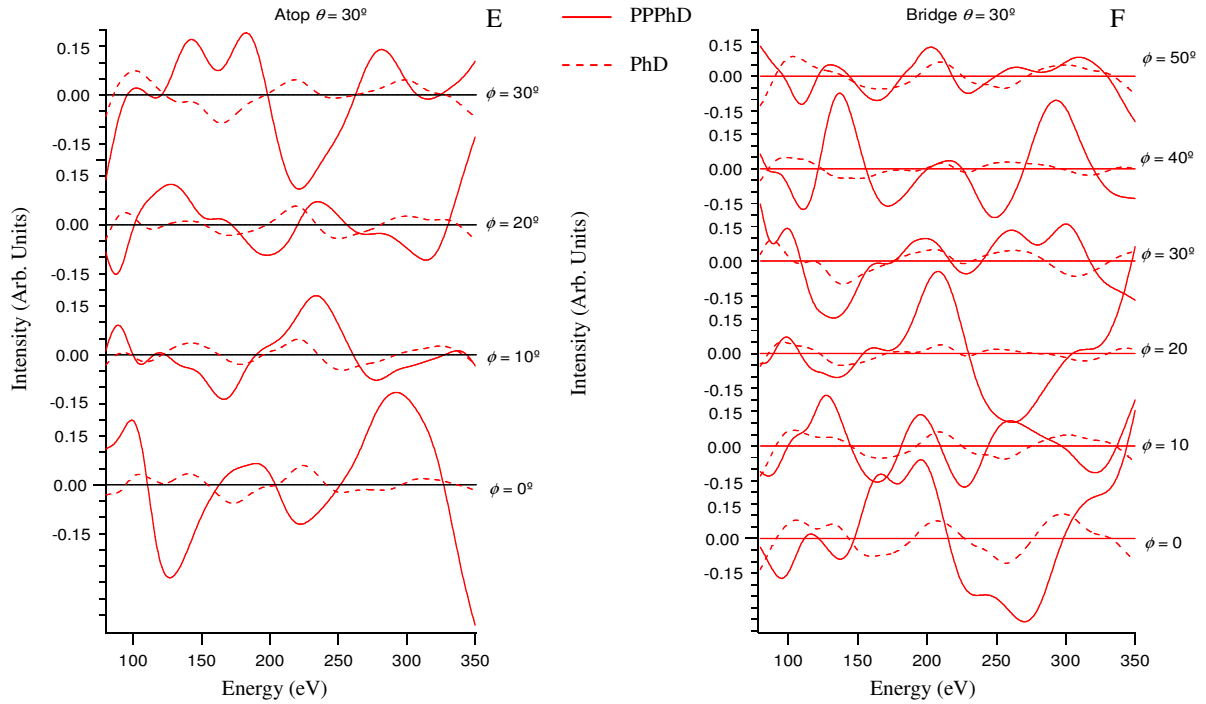 Atop θ = 30º
E
PPPhD
PhD
Bridge θ = 30º
F
Intensity (Arb. Units)
0.15
0.00
-0.15
0.15
0.00
-0.15
0.15
0.00
-0.15
0.15
0.00
-0.15
ϕ = 30º
ϕ = 20º
ϕ = 10º
ϕ = 0º
100
150
200
250
300
350
Energy (eV)
Intensity (Arb. Units)
0.15
0.00
-0.15
0.15
0.00
-0.15
0.15
0.00
-0.15
0.15
0.00
-0.15
0.15
0.00
-0.15
0.00
-0.15
ϕ = 50º
ϕ = 40º
ϕ = 30º
ϕ = 20
ϕ = 10
ϕ = 0
100
150
200
250
300
350
Energy (eV)